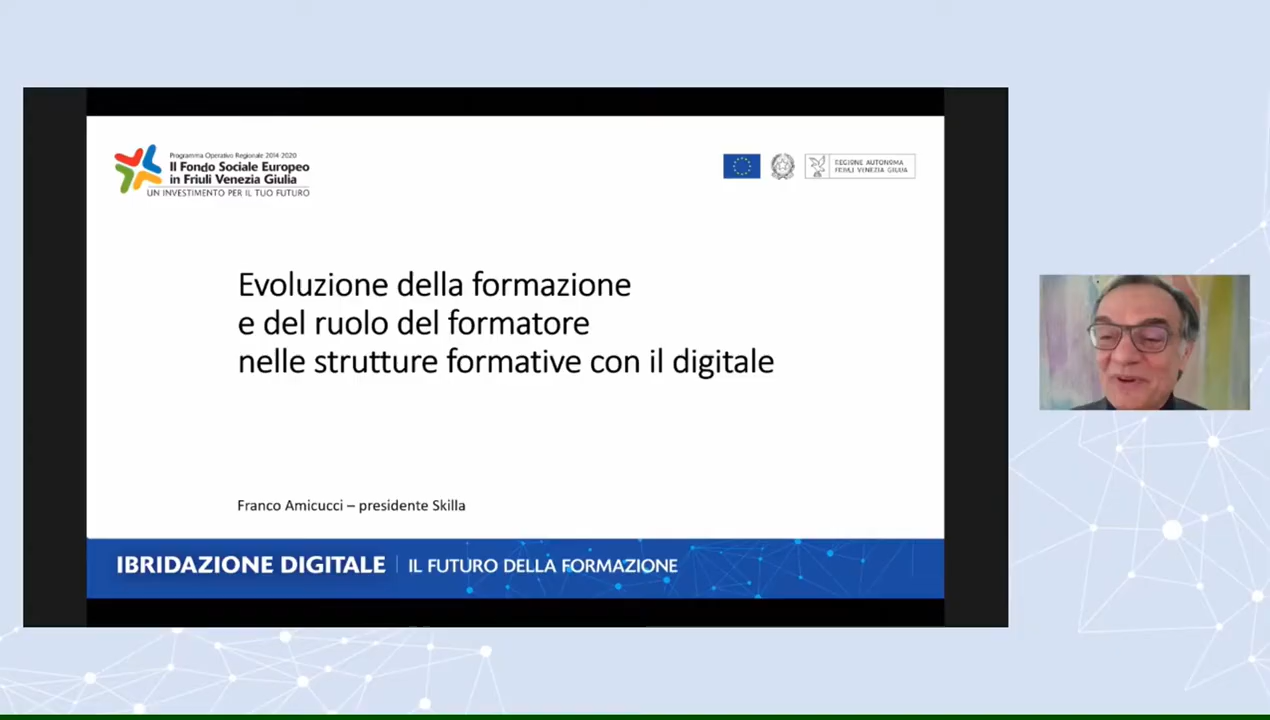 Programma Operativo Regionale 2014-2020
Il Fondo Sociale Europeo
in Friuli Venezia Giulia
UN INVESTIMENTO PER IL TUO FUTURO
REGIONE AUTONOMA
FRIULI VENEZIA GIULIA
Evoluzione della formazione
e del ruolo del formatore
nelle strutture formative con il digitale
Franco Amicucci – presidente Skilla
IBRIDAZIONE DIGITALE | IL FUTURO DELLA FORMAZIONE